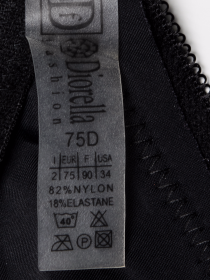 D
Diorella
fashion
75D
I EUR F USA
2 75 90 34
82%NYLON
18%ELASTANE
40°